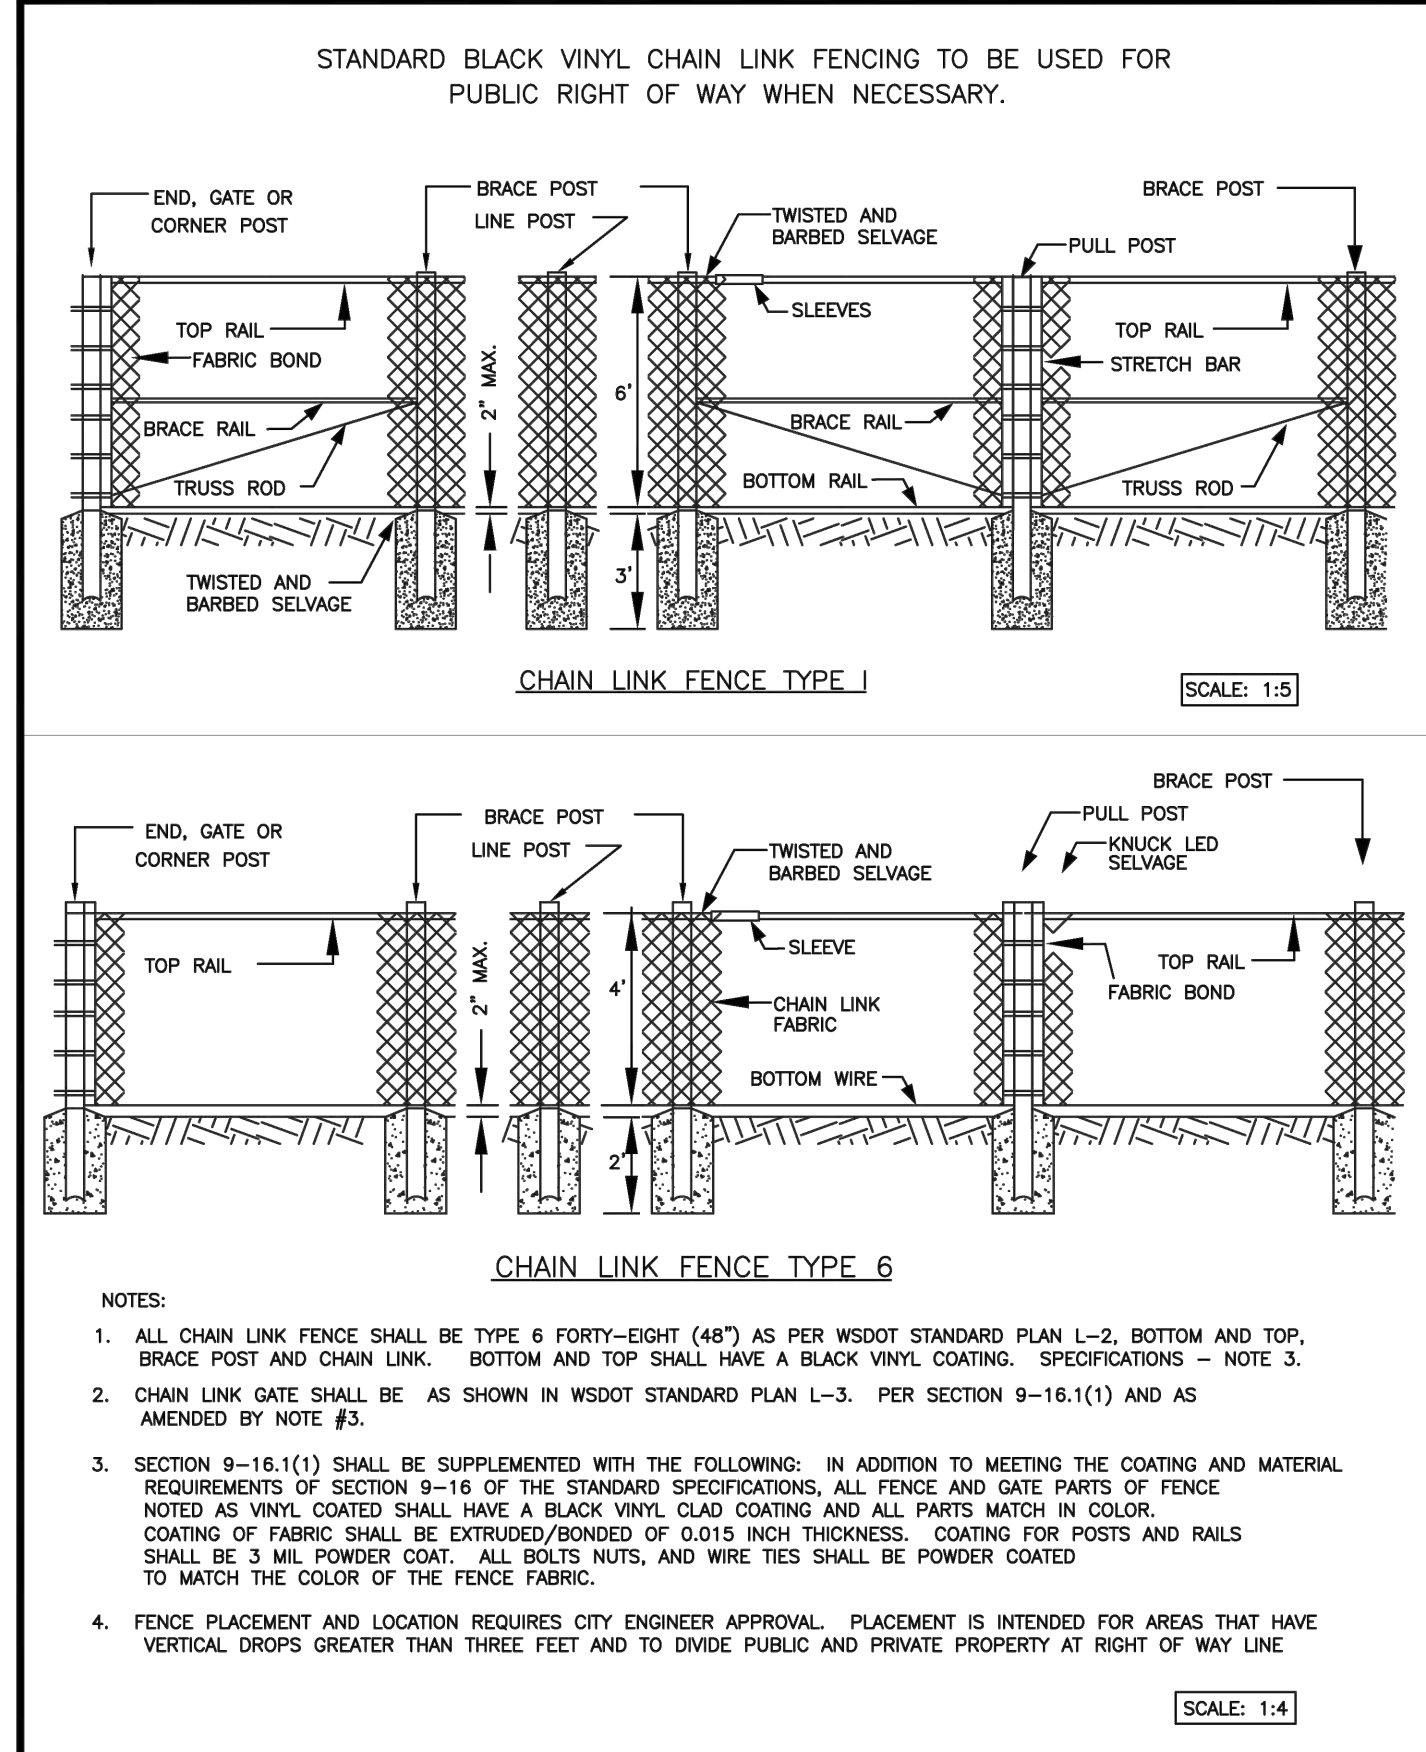 STANDARD BLACK VINYL CHAIN LINK FENCING TO BE USED FOR
PUBLIC RIGHT OF WAY WHEN NECESSARY.
END, GATE OR
CORNER POST
BRACE POST
LINE POST
TWISTED AND
BARBED SELVAGE
PULL POST
BRACE POST
SLEEVES
TOP RAIL
FABRIC BOND
2" MAX.
6'
TOP RAIL
STRETCH BAR
BRACE RAIL
BRACE RAIL
TRUSS ROD
BOTTOM RAIL
TRUSS ROD
TWISTED AND
BARBED SELVAGE
3'
CHAIN LINK FENCE TYPE I
SCALE: 1:5
END, GATE OR
CORNER POST
BRACE POST
LINE POST
TWISTED AND
BARBED SELVAGE
BRACE POST
PULL POST
KNUCK LED
SELVAGE
TOP RAIL
2" MAX.
4'
SLEEVE
CHAIN LINK
FABRIC
TOP RAIL
FABRIC BOND
BOTTOM WIRE
2'
CHAIN LINK FENCE TYPE 6
NOTES:
1. ALL CHAIN LINK FENCE SHALL BE TYPE 6 FORTY-EIGHT (48") AS PER WSDOT STANDARD PLAN L-2, BOTTOM AND TOP,
BRACE POST AND CHAIN LINK. BOTTOM AND TOP SHALL HAVE A BLACK VINYL COATING. SPECIFICATIONS - NOTE 3.
2. CHAIN LINK GATE SHALL BE AS SHOWN IN WSDOT STANDARD PLAN L-3. PER SECTION 9-16.1(1) AND AS
AMENDED BY NOTE #3.
3. SECTION 9-16.1(1) SHALL BE SUPPLEMENTED WITH THE FOLLOWING: IN ADDITION TO MEETING THE COATING AND MATERIAL
REQUIREMENTS OF SECTION 9-16 OF THE STANDARD SPECIFICATIONS, ALL FENCE AND GATE PARTS OF FENCE
NOTED AS VINYL COATED SHALL HAVE A BLACK VINYL CLAD COATING AND ALL PARTS MATCH IN COLOR.
COATING OF FABRIC SHALL BE EXTRUDED/BONDED OF 0.015 INCH THICKNESS. COATING FOR POSTS AND RAILS
SHALL BE 3 MIL POWDER COAT. ALL BOLTS NUTS, AND WIRE TIES SHALL BE POWDER COATED
TO MATCH THE COLOR OF THE FENCE FABRIC.
4. FENCE PLACEMENT AND LOCATION REQUIRES CITY ENGINEER APPROVAL. PLACEMENT IS INTENDED FOR AREAS THAT HAVE
VERTICAL DROPS GREATER THAN THREE FEET AND TO DIVIDE PUBLIC AND PRIVATE PROPERTY AT RIGHT OF WAY LINE
SCALE: 1:4